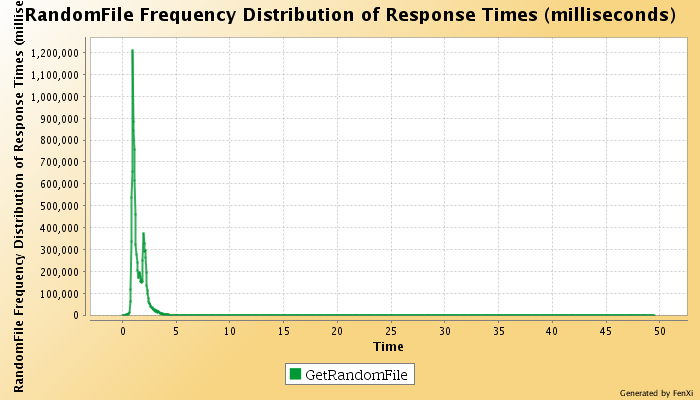 RandomFile Frequency Distribution of Response Times (milliseconds)
RandomFile Frequency Distribution of Response Times (millise
1,200,000
1,100,000
1,000,000
900,000
800,000
700,000
600,000
500,000
400,000
300,000
200,000
100,000
0
0 5 10 15 20 25 30 35 40 45 50
Time
GetRandomFile
Generated by FenXi